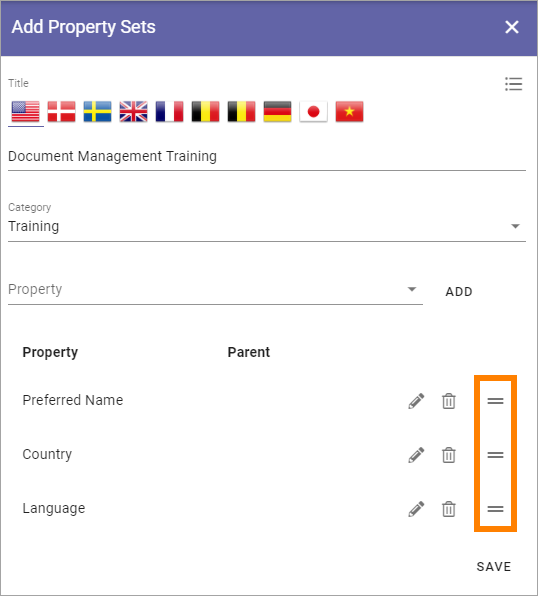 Add Property Sets
Title
Document Management Training
Category
Training
Property ADD
Property Parent
Preferred Name
Country
Language
SAVE